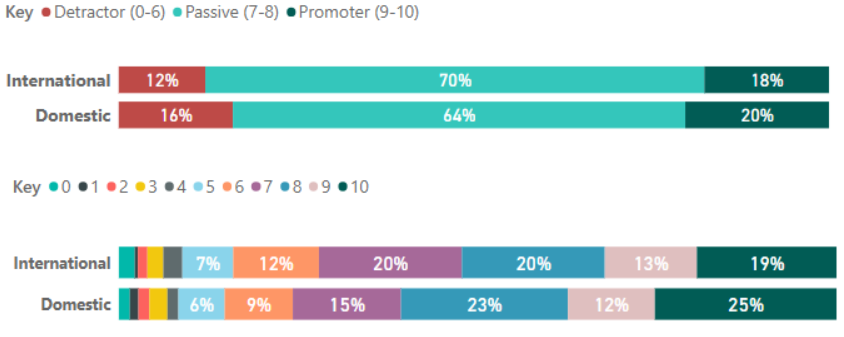 Key Detractor (0-6) Passive (7-8) Promoter (9-10)
International 12% 70% 18%
Domestic 16% 64% 20%
Key 0 1 2 3 4 5 6 7 8 9 10
International 7% 12% 20% 20% 13% 19%
Domestic 6% 9% 15% 23% 12% 25%